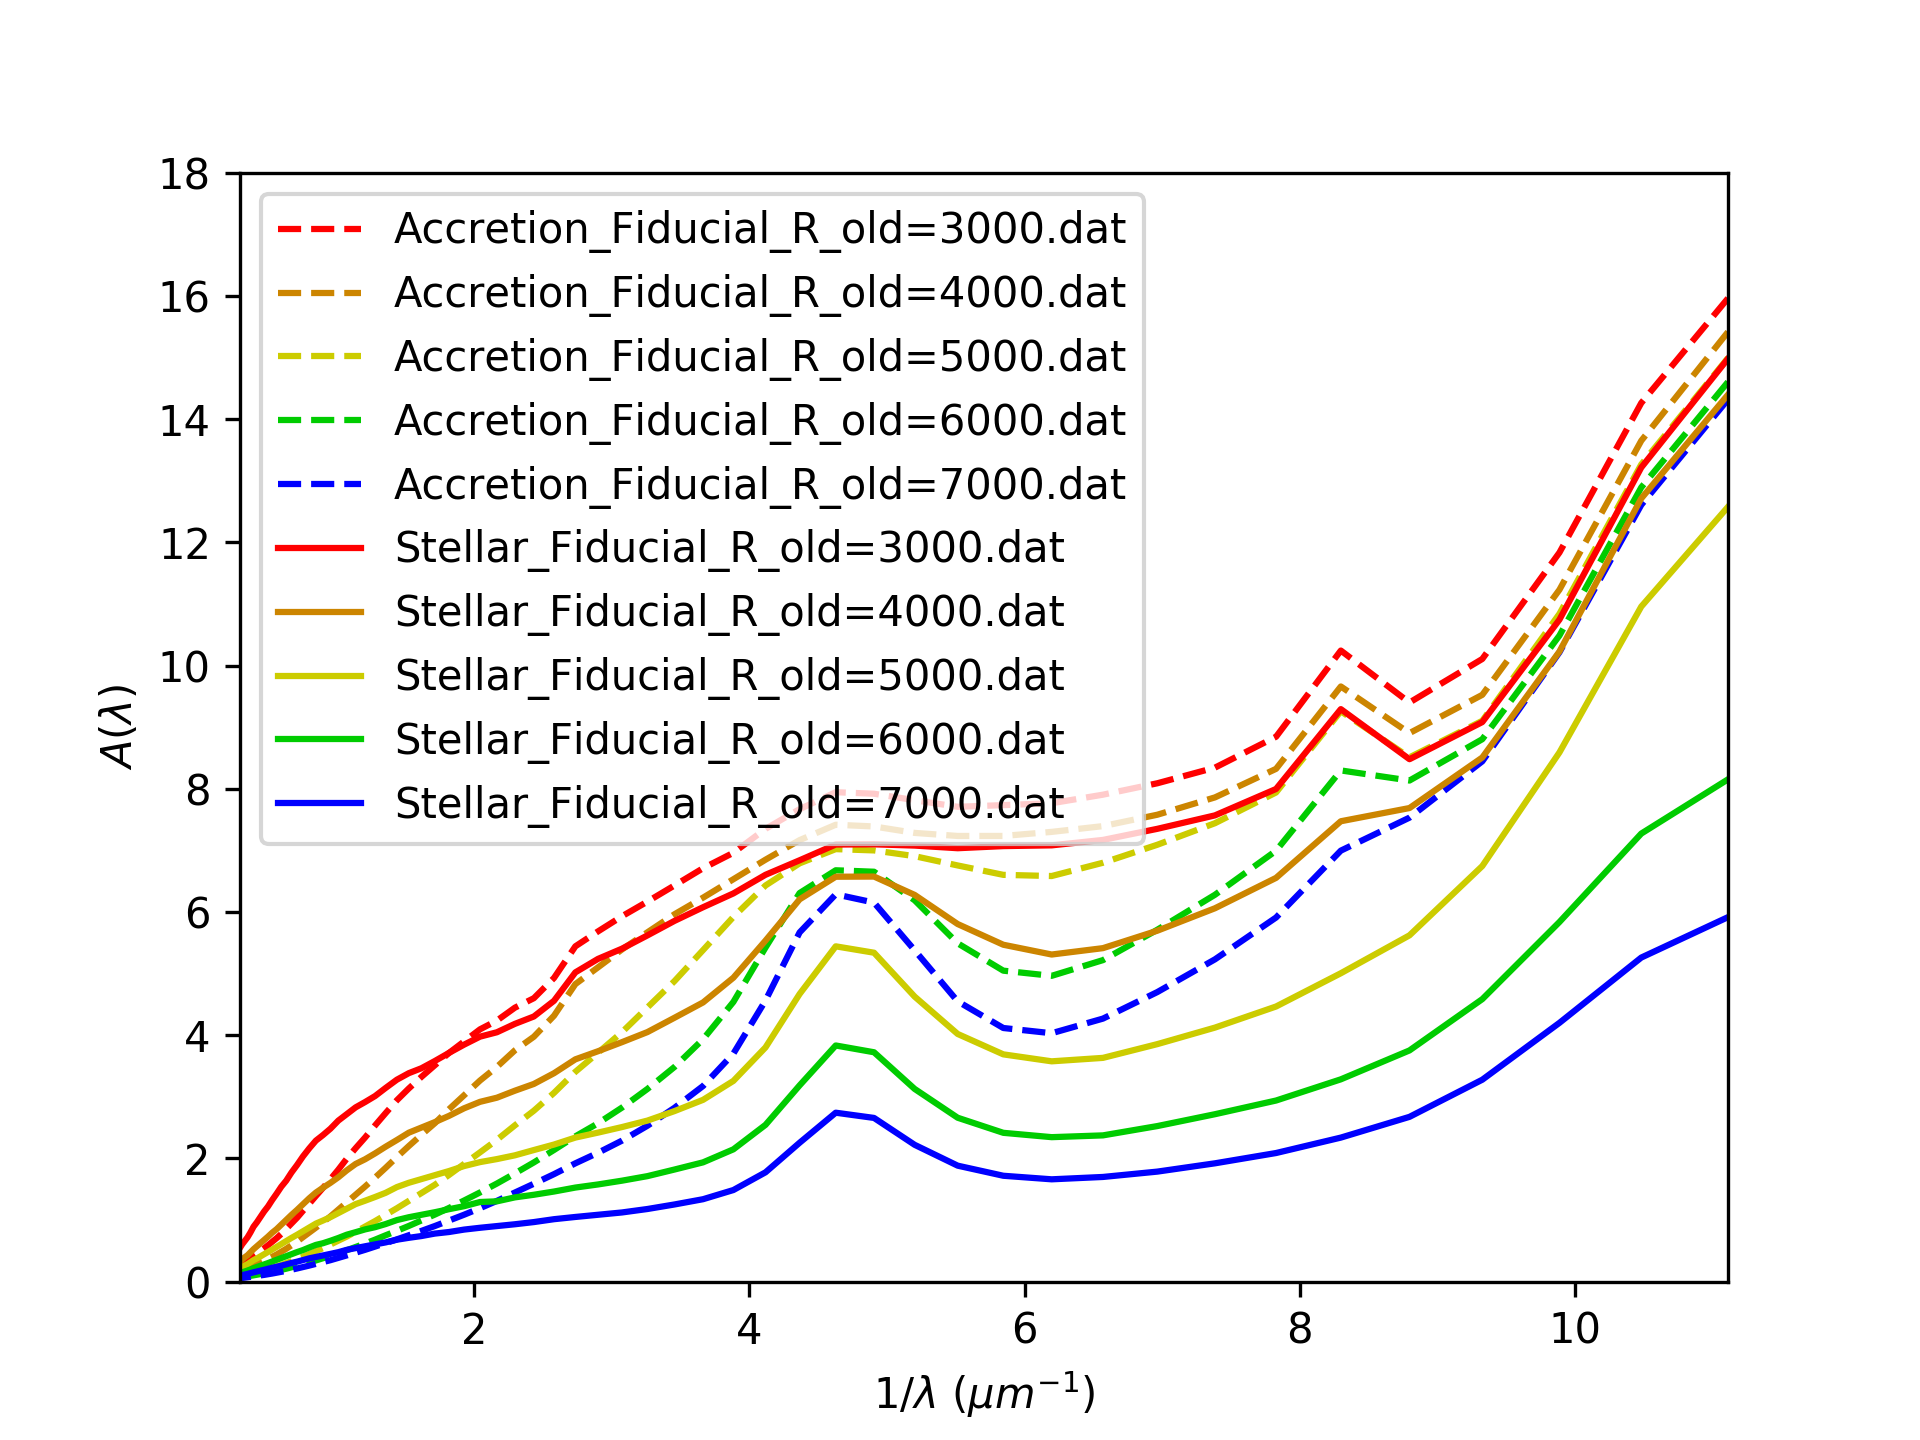 18
16
14
12
10
8
6
4
2
0
A(λ)
Accretion_Fiducial_R_old=3000.dat
Accretion_Fiducial_R_old=4000.dat
Accretion_Fiducial_R_old=5000.dat
Accretion_Fiducial_R_old=6000.dat
Accretion_Fiducial_R_old=7000.dat
Stellar_Fiducial_R_old=3000.dat
Stellar_Fiducial_R_old=4000.dat
Stellar_Fiducial_R_old=5000.dat
Stellar_Fiducial_R_old=6000.dat
Stellar_Fiducial_R_old=7000.dat
2 4 6 8 10
1/λ (μm⁻¹)